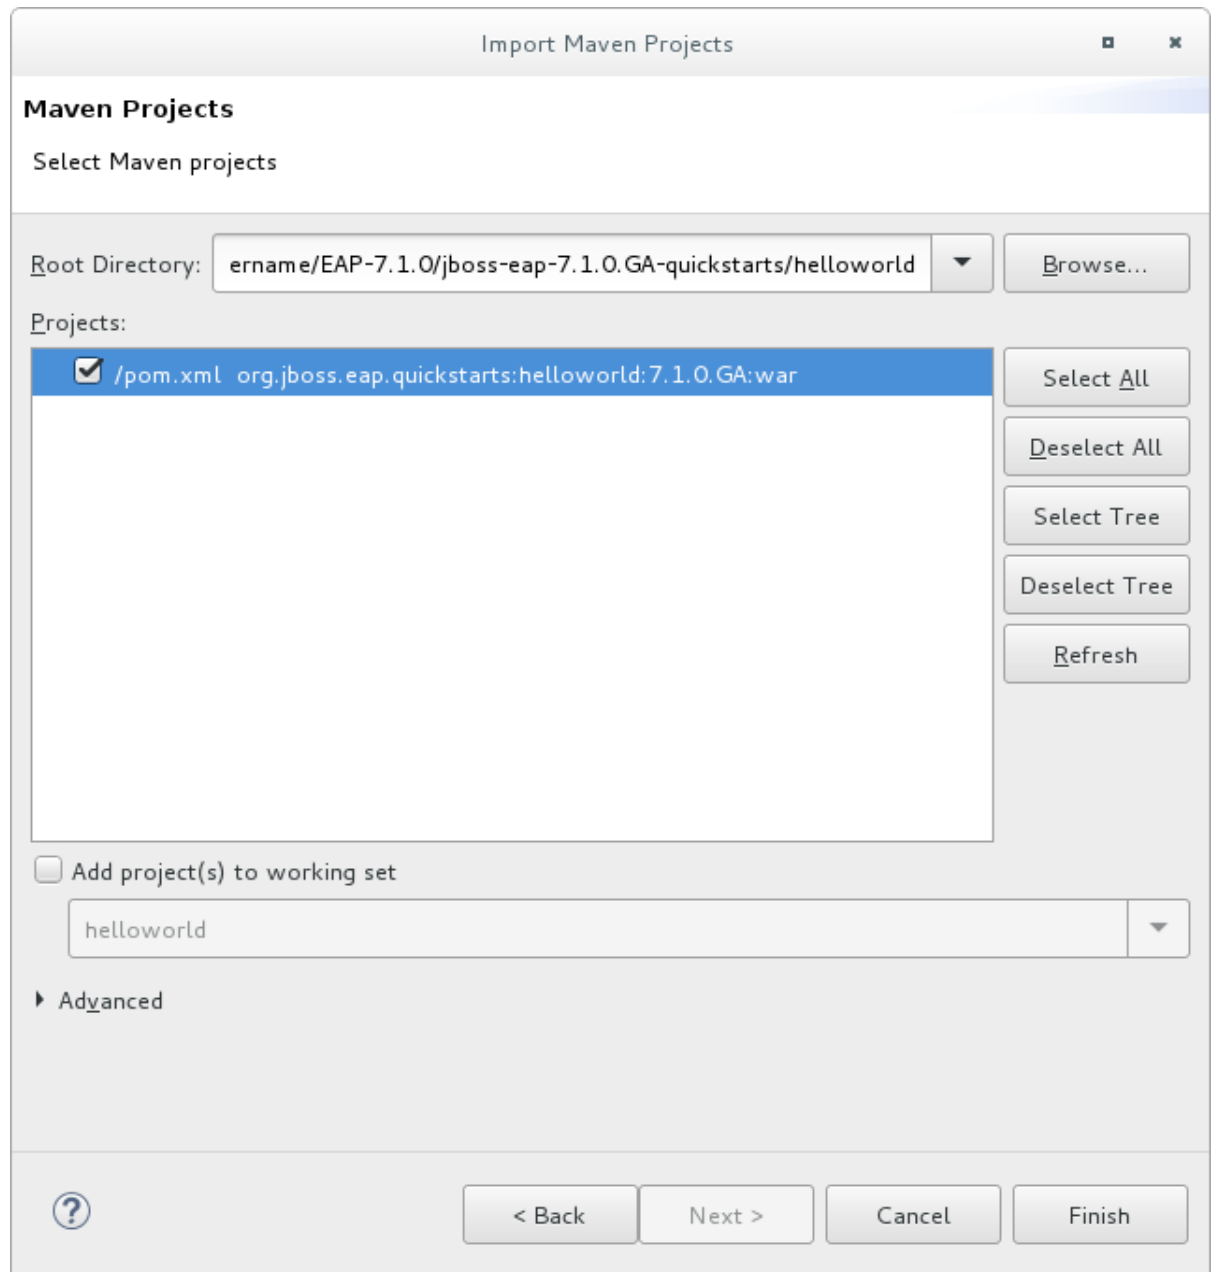 Import Maven Projects
Maven Projects
Select Maven projects
Root Directory: ername/EAP-7.1.0/jboss-eap-7.1.0.GA-quickstarts/helloworld Browse...
Projects:
/pom.xml org.jboss.eap.quickstarts:helloworld:7.1.0.GA:war
Select All
Deselect All
Select Tree
Deselect Tree
Refresh
Add project(s) to working set
helloworld
Advanced
? < Back Next > Cancel Finish